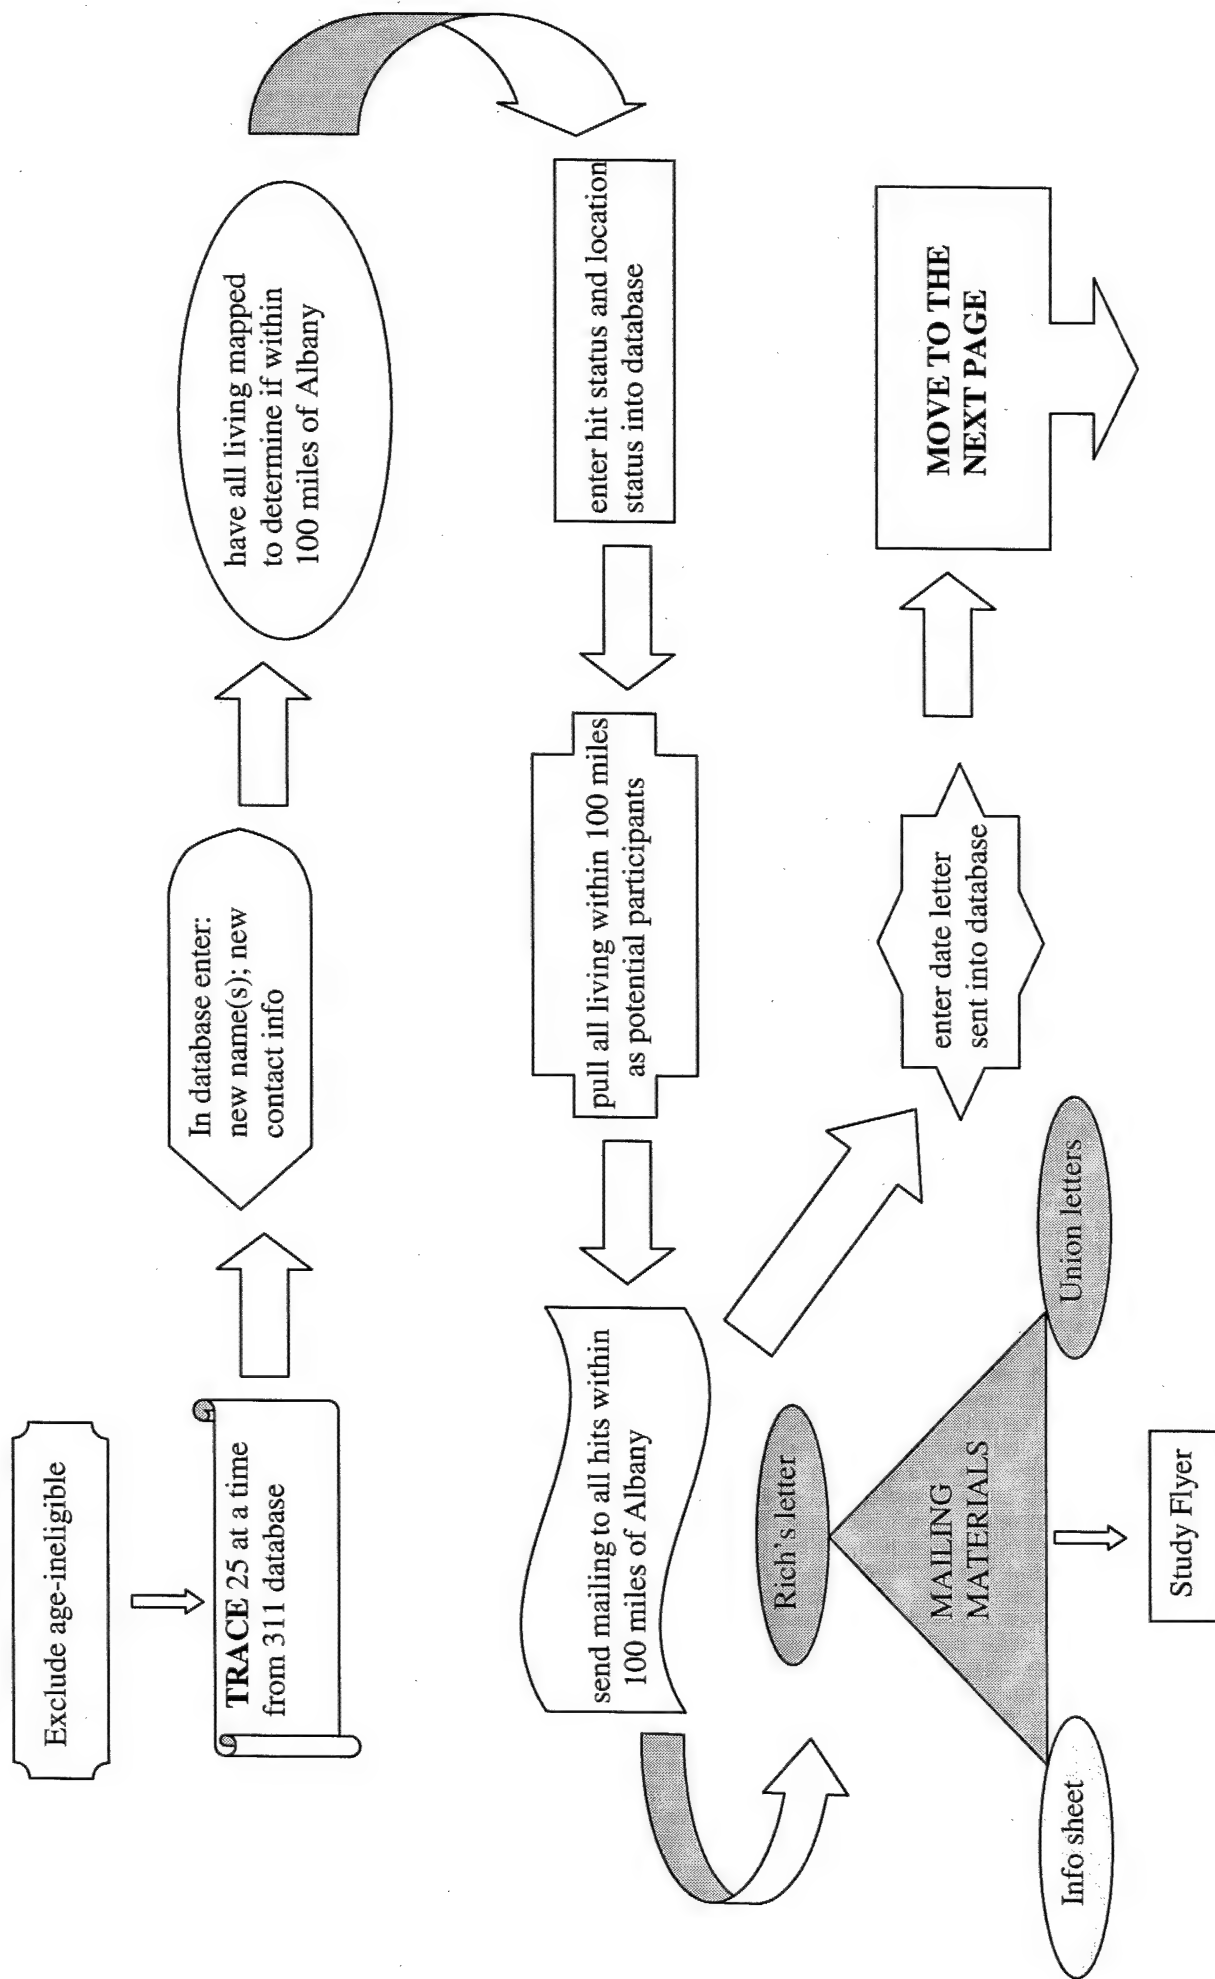 Exclude age-ineligible
TRACE 25 at a time
from 311 database
In database enter:
new name(s); new
contact info
have all living mapped
to determine if within
100 miles of Albany
enter hit status and location
status into database
pull all living within 100 miles
as potential participants
send mailing to all hits within
100 miles of Albany
Rich's letter
MAILING
MATERIALS
Info sheet
Union letters
Study Flyer
enter date letter
sent into database
MOVE TO THE
NEXT PAGE